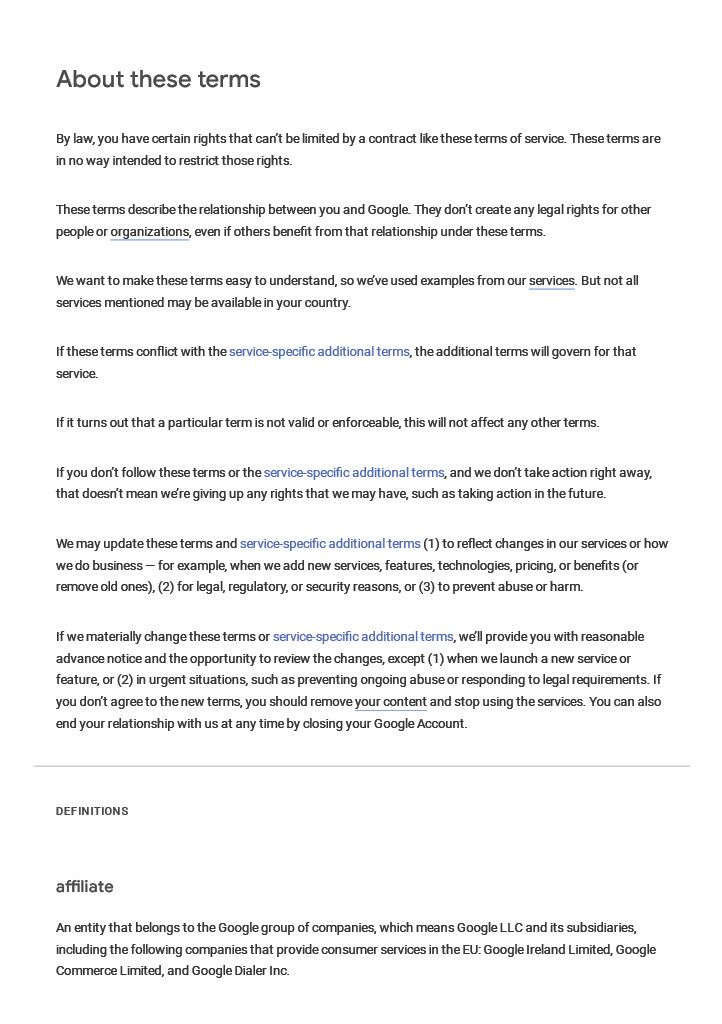 About these terms
By law, you have certain rights that can’t be limited by a contract like these terms of service. These terms are
in no way intended to restrict those rights.
These terms describe the relationship between you and Google. They don’t create any legal rights for other
people or organizations, even if others benefit from that relationship under these terms.
We want to make these terms easy to understand, so we’ve used examples from our services. But not all
services mentioned may be available in your country.
If these terms conflict with the service-specific additional terms, the additional terms will govern for that
service.
If it turns out that a particular term is not valid or enforceable, this will not affect any other terms.
If you don’t follow these terms or the service-specific additional terms, and we don’t take action right away,
that doesn’t mean we’re giving up any rights that we may have, such as taking action in the future.
We may update these terms and service-specific additional terms (1) to reflect changes in our services or how
we do business — for example, when we add new services, features, technologies, pricing, or benefits (or
remove old ones), (2) for legal, regulatory, or security reasons, or (3) to prevent abuse or harm.
If we materially change these terms or service-specific additional terms, we’ll provide you with reasonable
advance notice and the opportunity to review the changes, except (1) when we launch a new service or
feature, or (2) in urgent situations, such as preventing ongoing abuse or responding to legal requirements. If
you don’t agree to the new terms, you should remove your content and stop using the services. You can also
end your relationship with us at any time by closing your Google Account.
DEFINITIONS
affiliate
An entity that belongs to the Google group of companies, which means Google LLC and its subsidiaries,
including the following companies that provide consumer services in the EU: Google Ireland Limited, Google
Commerce Limited, and Google Dialer Inc.